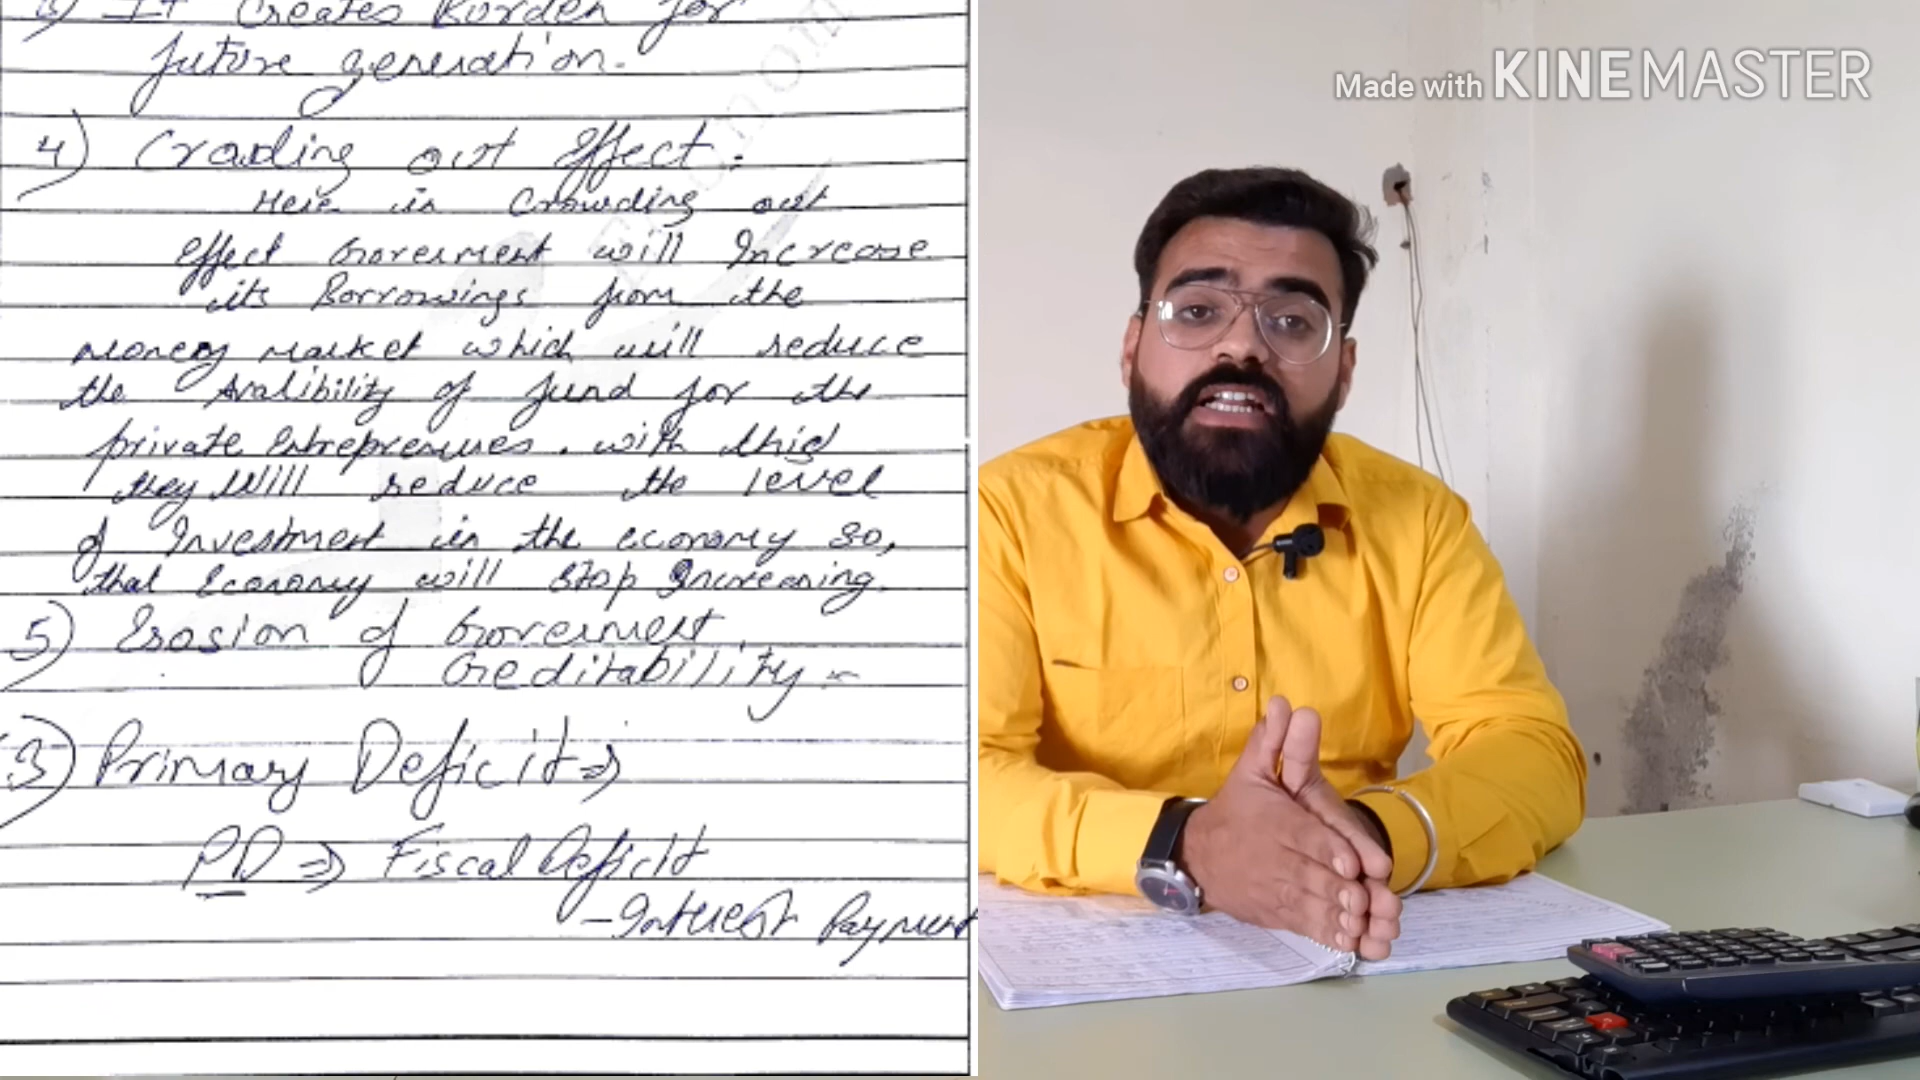 3) It Creates Burden for
future generation.
4) Crowding out effect :
Here in Crowding out
effect Government will Increase
its Borrowings from the
money market which will reduce
the Avalibility of fund for the
private Entreprenures. with this
they Will reduce the level
of Investment in the economy so,
that Economy will Stop Increasing.
5) Erosion of Government
Creditability -
(3) Primary Deficit ⇒
PD ⇒ Fiscal Deficit
- Interest Payment
Made with KINEMASTER